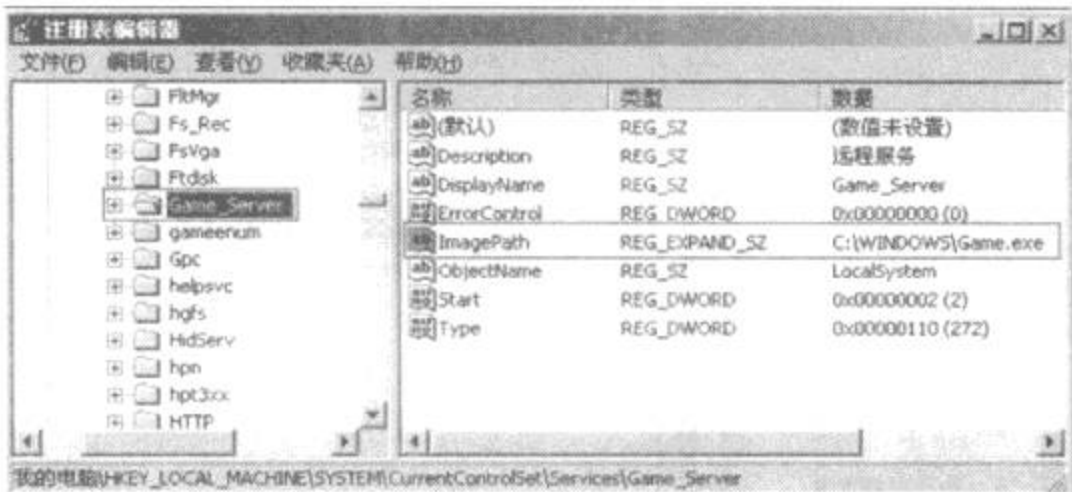 注册表编辑器
文件(F) 编辑(E) 查看(V) 收藏夹(A) 帮助(H)
FltMgr
Fs_Rec
FsVga
Ftdisk
Game_Server
gameenum
Gpc
helpsvc
hgfs
HidServ
hpn
hpt3xx
HTTP
名称 类型 数据
(默认) REG_SZ (数值未设置)
Description REG_SZ 远程服务
DisplayName REG_SZ Game_Server
ErrorControl REG_DWORD 0x00000000 (0)
ImagePath REG_EXPAND_SZ C:\WINDOWS\Game.exe
ObjectName REG_SZ LocalSystem
Start REG_DWORD 0x00000002 (2)
Type REG_DWORD 0x00000110 (272)
我的电脑\HKEY_LOCAL_MACHINE\SYSTEM\CurrentControlSet\Services\Game_Server